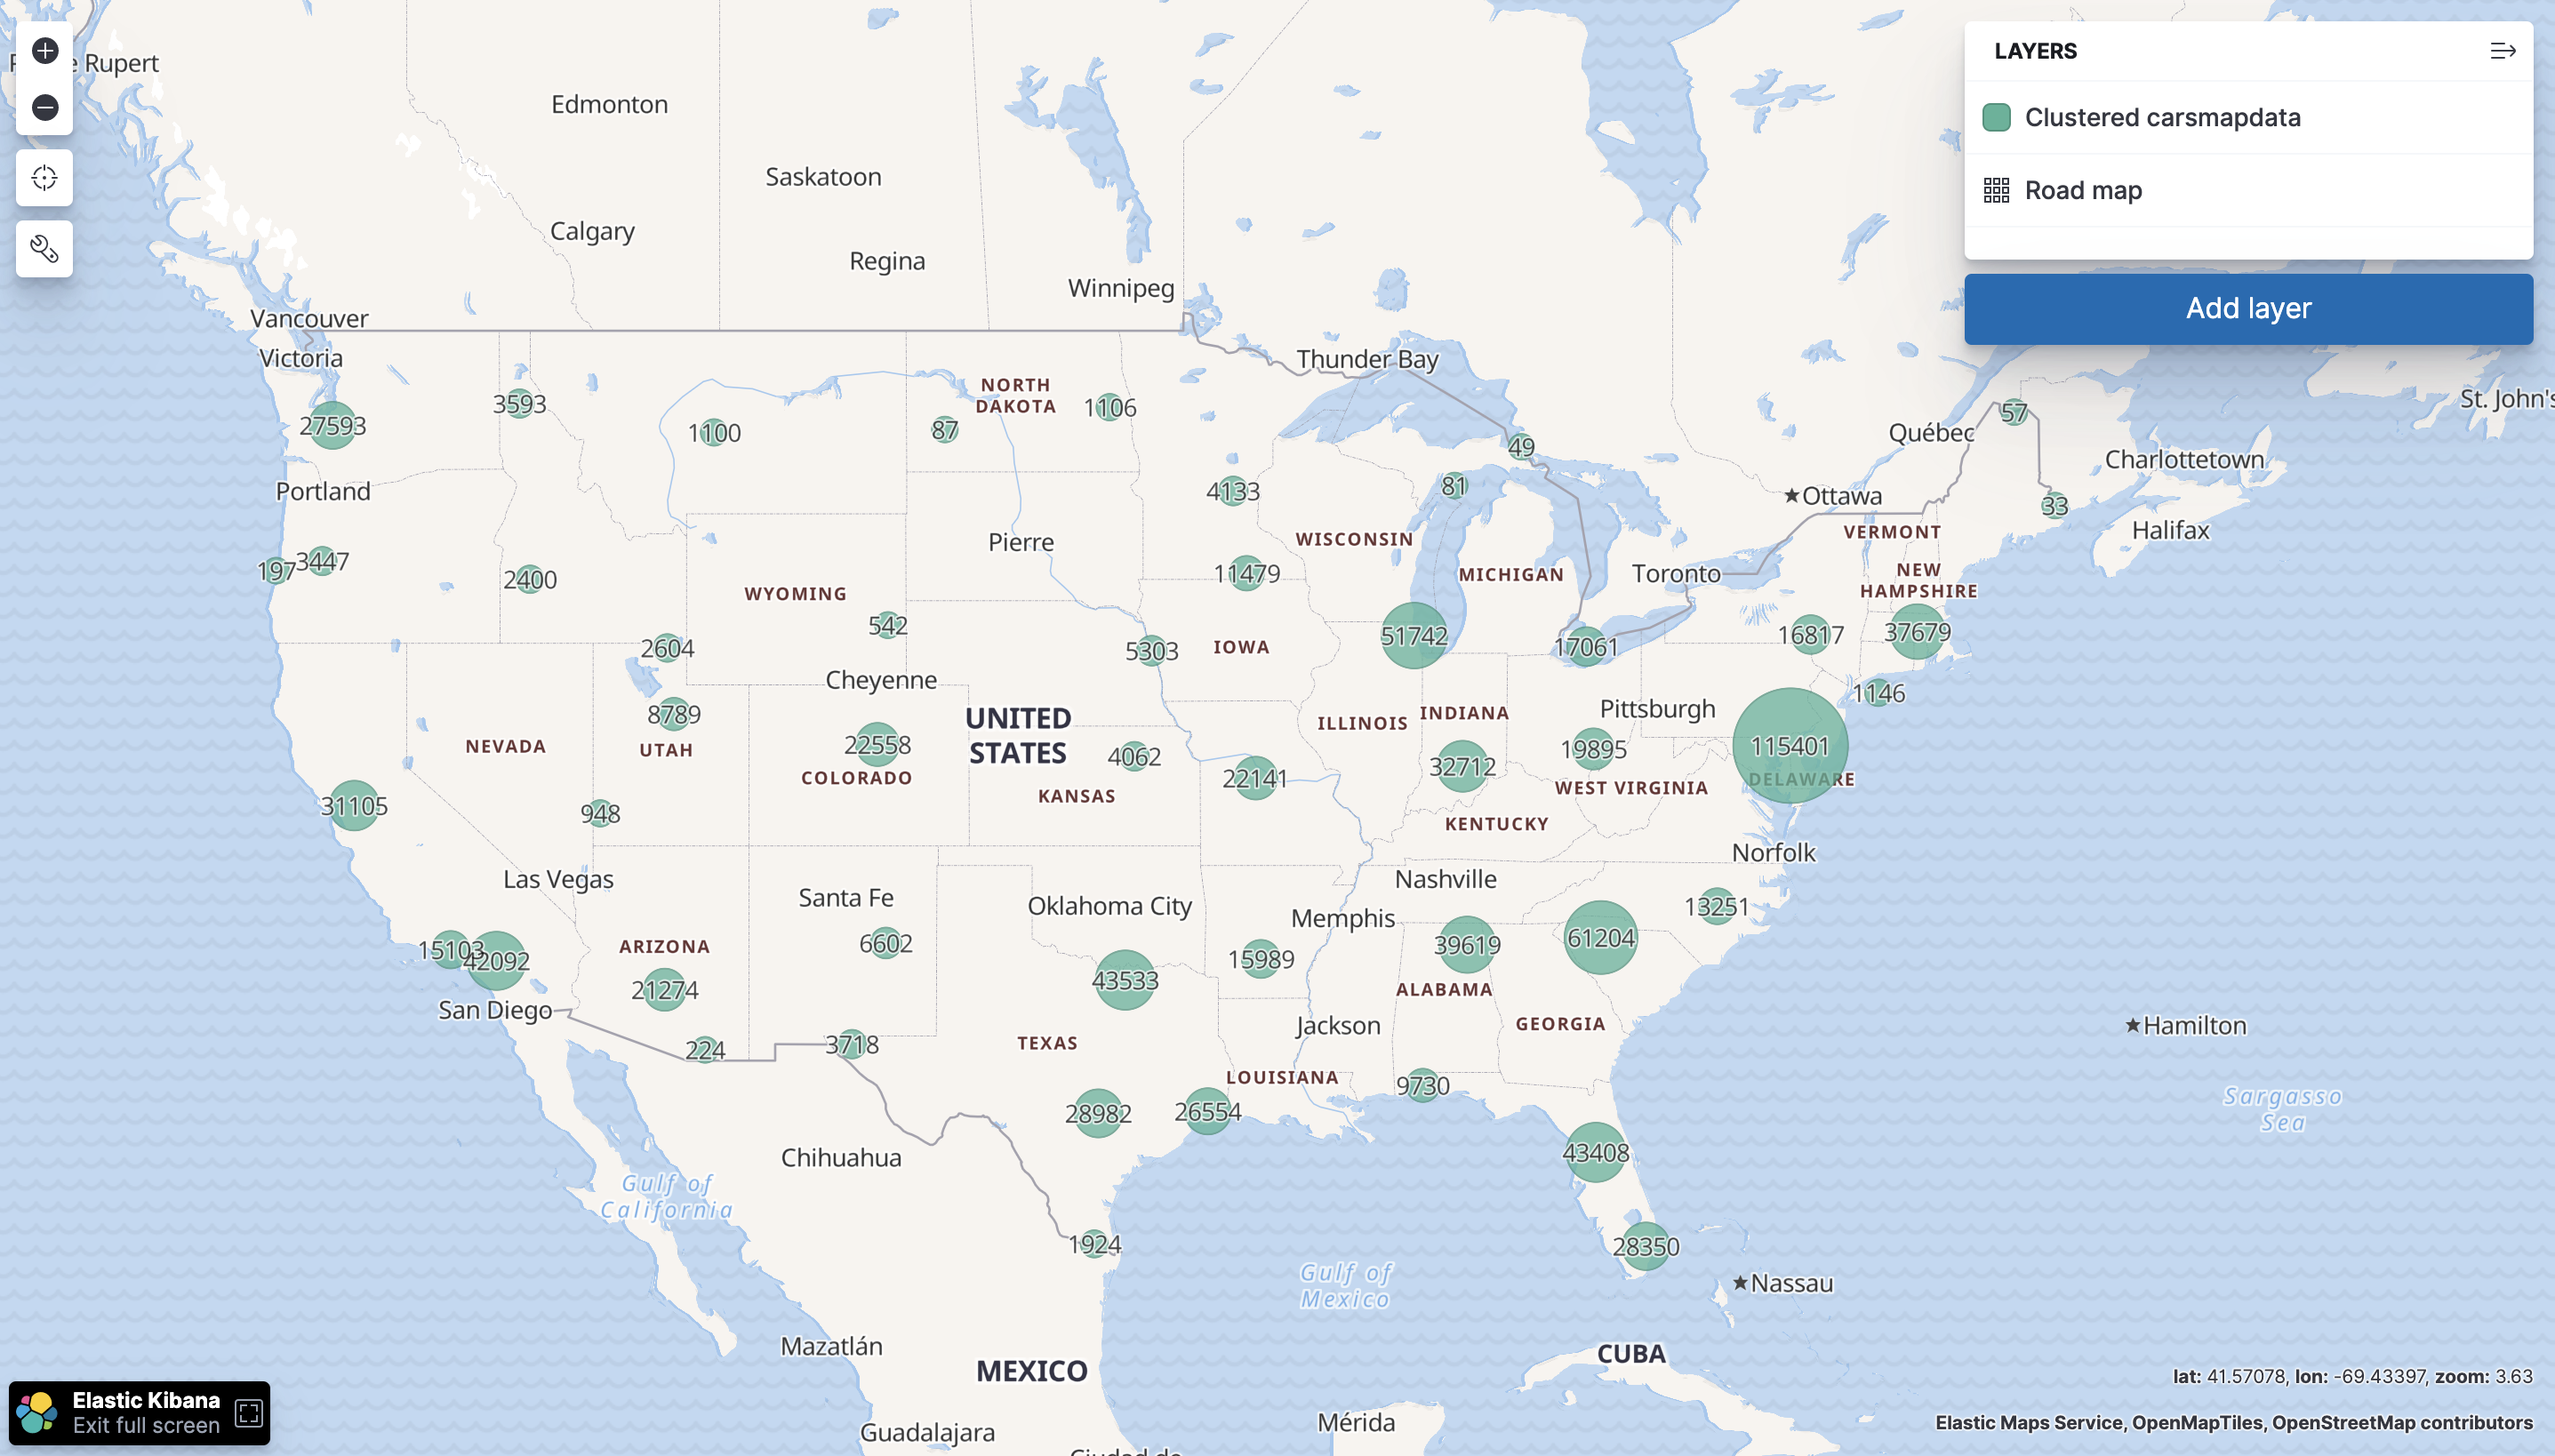 Rupert
Edmonton
Saskatoon
Calgary
Regina
Winnipeg
Vancouver
Victoria
Thunder Bay
LAYERS
Clustered carsmapdata
Road map
Add layer
St. John's
NORTH
DAKOTA
3593
27593
1100
87
1106
49
57
Québec
Charlottetown
Portland
4133
81
Ottawa
33
Halifax
VERMONT
Pierre
WISCONSIN
197
3447
2400
11479
MICHIGAN
Toronto
NEW
HAMPSHIRE
WYOMING
542
2604
5303
IOWA
51742
17061
16817
37679
Cheyenne
1146
8789
UTAH
UNITED
STATES
ILLINOIS
INDIANA
Pittsburgh
NEVADA
22558
COLORADO
4062
KANSAS
22141
32712
19895
WEST VIRGINIA
115401
DELAWARE
31105
948
KENTUCKY
Norfolk
Las Vegas
Santa Fe
Oklahoma City
Nashville
Memphis
13251
15103
42092
ARIZONA
6602
15989
39619
61204
21274
43533
ALABAMA
San Diego
224
3718
TEXAS
Jackson
GEORGIA
Hamilton
LOUISIANA
9730
Sargasso
Sea
28982
26554
Chihuahua
43408
Gulf of
California
1924
28350
Gulf of
Mexico
Nassau
Mazatlán
MEXICO
CUBA
Guadalajara
Mérida
Ciudad de
Elastic Kibana
Exit full screen
lat: 41.57078, lon: -69.43397, zoom: 3.63
Elastic Maps Service, OpenMapTiles, OpenStreetMap contributors